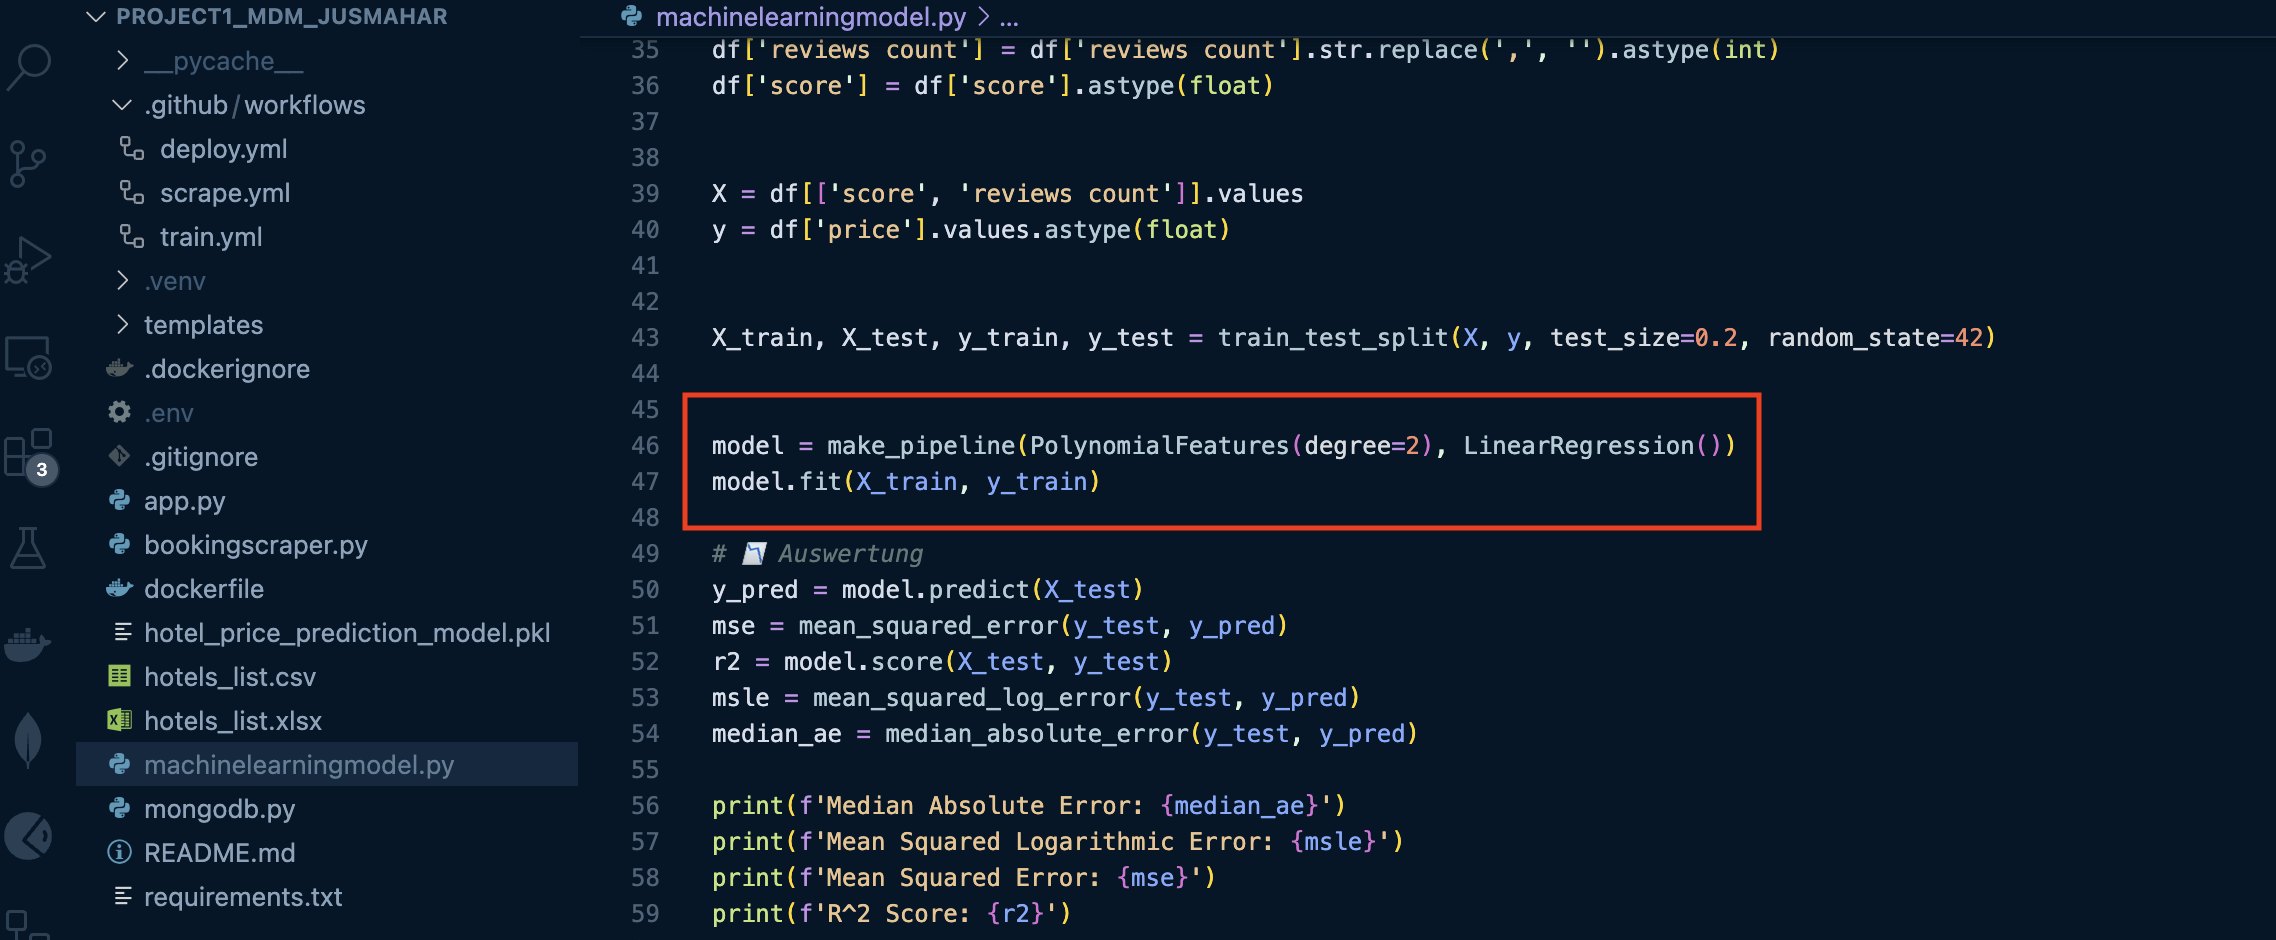 PROJECT1_MDM_JUSMAHAR
__pycache__
.github/workflows
deploy.yml
scrape.yml
train.yml
.venv
templates
.dockerignore
.env
.gitignore
app.py
bookingscraper.py
dockerfile
hotel_price_prediction_model.pkl
hotels_list.csv
hotels_list.xlsx
machinelearningmodel.py
mongodb.py
README.md
requirements.txt
3
machinelearningmodel.py > ...
35 df['reviews count'] = df['reviews count'].str.replace(',', '').astype(int)
36 df['score'] = df['score'].astype(float)
37
38
39 X = df[['score', 'reviews count']].values
40 y = df['price'].values.astype(float)
41
42
43 X_train, X_test, y_train, y_test = train_test_split(X, y, test_size=0.2, random_state=42)
44
45
46 model = make_pipeline(PolynomialFeatures(degree=2), LinearRegression())
47 model.fit(X_train, y_train)
48
49 # 📉 Auswertung
50 y_pred = model.predict(X_test)
51 mse = mean_squared_error(y_test, y_pred)
52 r2 = model.score(X_test, y_test)
53 msle = mean_squared_log_error(y_test, y_pred)
54 median_ae = median_absolute_error(y_test, y_pred)
55
56 print(f'Median Absolute Error: {median_ae}')
57 print(f'Mean Squared Logarithmic Error: {msle}')
58 print(f'Mean Squared Error: {mse}')
59 print(f'R^2 Score: {r2}')